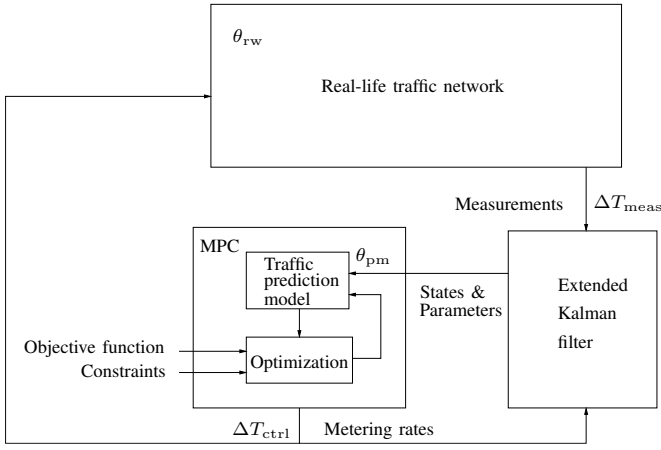 θrw
Real-life traffic network
Measurements
ΔTmeas
MPC
Traffic
prediction
model
θpm
States &
Parameters
Extended
Kalman
filter
Objective function
Constraints
Optimization
ΔTctrl
Metering rates